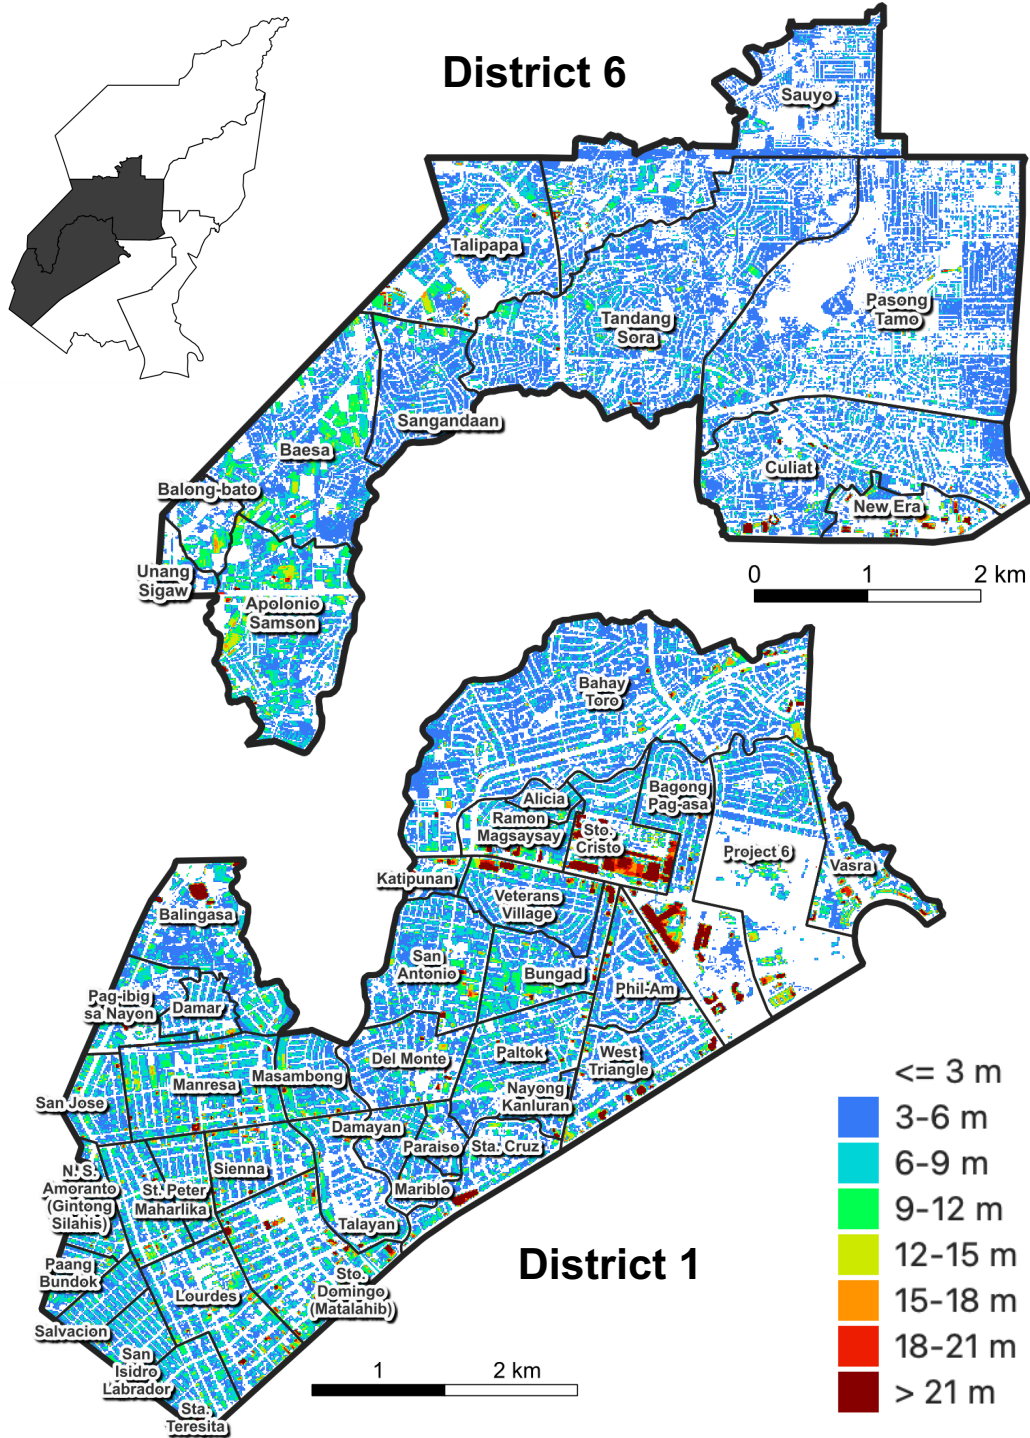 District 6
Sauyo
Talipapa
Tandang
Sora
Pasong
Tamo
Sangandaan
Baesa
Culiat
Balong-bato
New Era
Unang
Sigaw
Apolonio
Samson
0 1 2 km
Bahay
Toro
Bagong
Pag-asa
Alicia
Ramon
Magsaysay
Sto.
Cristo
Project 6
Vasra
Katipunan
Veterans
Village
Balingasa
San
Antonio
Bungad
Phil-Am
Pag-ibig
sa Nayon
Damar
Del Monte
Paltok
West
Triangle
Masambong
Manresa
Nayong
Kanluran
San Jose
Damayan
Paraiso
Sta. Cruz
N. S.
Amoranto
(Gintong
Silahis)
St. Peter
Maharlika
Sienna
Mariblo
Talayan
Paang
Bundok
Lourdes
Sto.
Domingo
(Matalahib)
District 1
Salvacion
San
Isidro
Labrador
Sta.
Teresita
1 2 km
<= 3 m
3-6 m
6-9 m
9-12 m
12-15 m
15-18 m
18-21 m
> 21 m